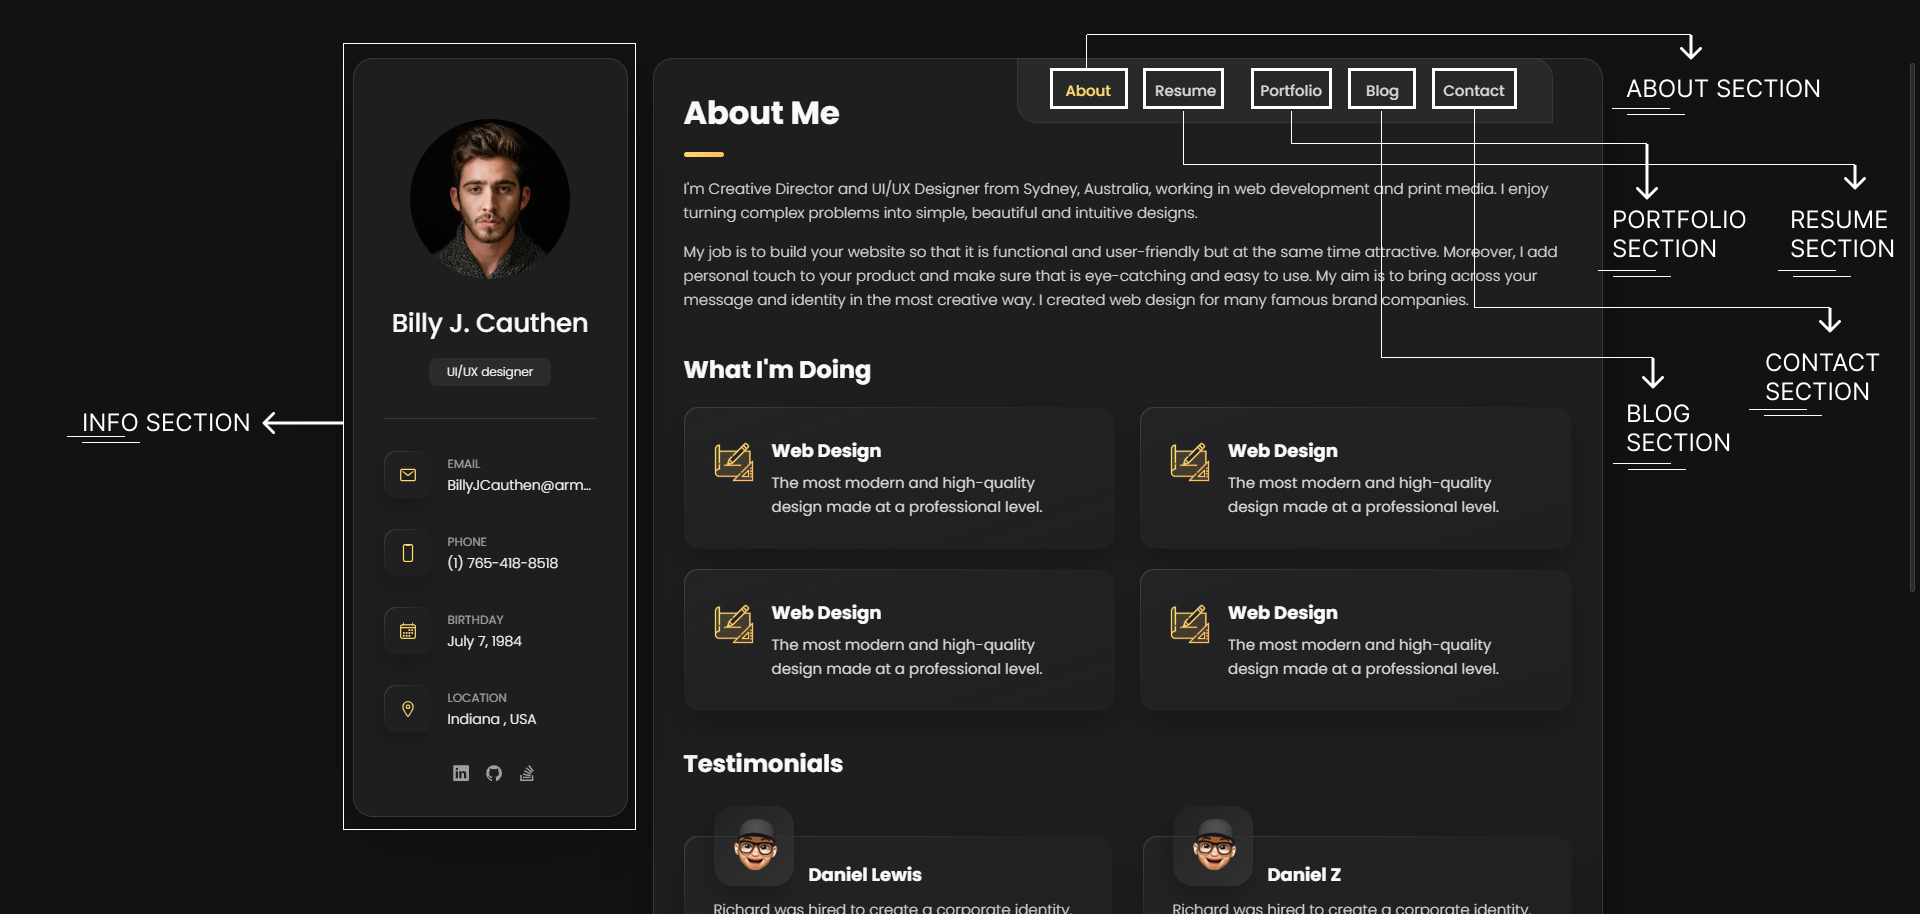 INFO SECTION
Billy J. Cauthen
UI/UX designer
EMAIL
BillyJCauthen@arm...
PHONE
(1) 765-418-8518
BIRTHDAY
July 7, 1984
LOCATION
Indiana , USA
About
Resume
Portfolio
Blog
Contact
About Me
I'm Creative Director and UI/UX Designer from Sydney, Australia, working in web development and print media. I enjoy
turning complex problems into simple, beautiful and intuitive designs.
My job is to build your website so that it is functional and user-friendly but at the same time attractive. Moreover, I add
personal touch to your product and make sure that is eye-catching and easy to use. My aim is to bring across your
message and identity in the most creative way. I created web design for many famous brand companies.
What I'm Doing
Web Design
The most modern and high-quality
design made at a professional level.
Web Design
The most modern and high-quality
design made at a professional level.
Web Design
The most modern and high-quality
design made at a professional level.
Web Design
The most modern and high-quality
design made at a professional level.
Testimonials
Daniel Lewis
Richard was hired to create a corporate identity.
Daniel Z
Richard was hired to create a corporate identity.
ABOUT SECTION
PORTFOLIO
SECTION
RESUME
SECTION
CONTACT
SECTION
BLOG
SECTION